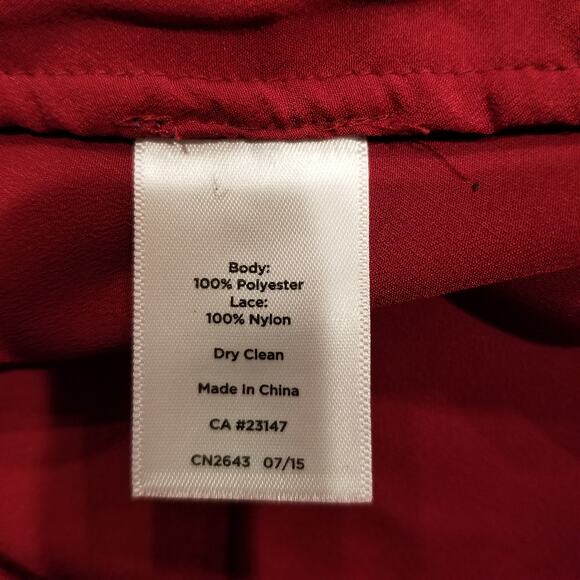 Body:
100% Polyester
Lace:
100% Nylon
Dry Clean
Made in China
CA #23147
CN2643 07/15